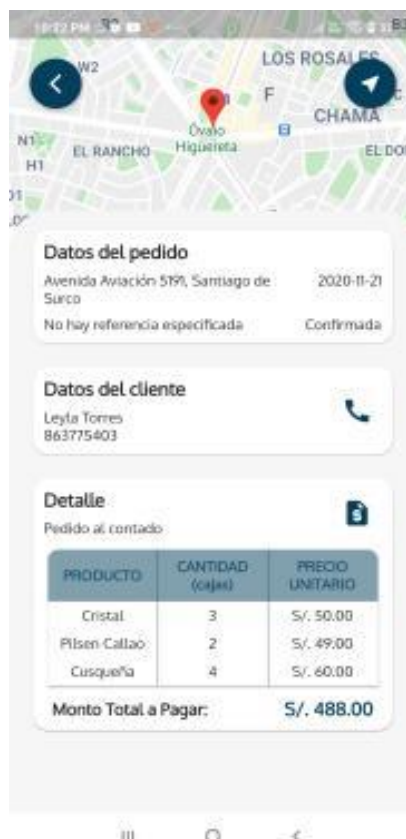 10:22 PM
W2
LOS ROSALES
F
CHAMA
Óvalo
Higuereta
N1
H1
EL RANCHO
Datos del pedido
Avenida Aviación 5191, Santiago de 2020-11-21
Surco
No hay referencia especificada Confirmada
Datos del cliente
Leyla Torres
863775403
Detalle
Pedido al contado
PRODUCTO CANTIDAD PRECIO
(cajas) UNITARIO
Cristal 3 S/. 50.00
Pilsen Callao 2 S/. 49.00
Cusqueña 4 S/. 60.00
Monto Total a Pagar: S/. 488.00